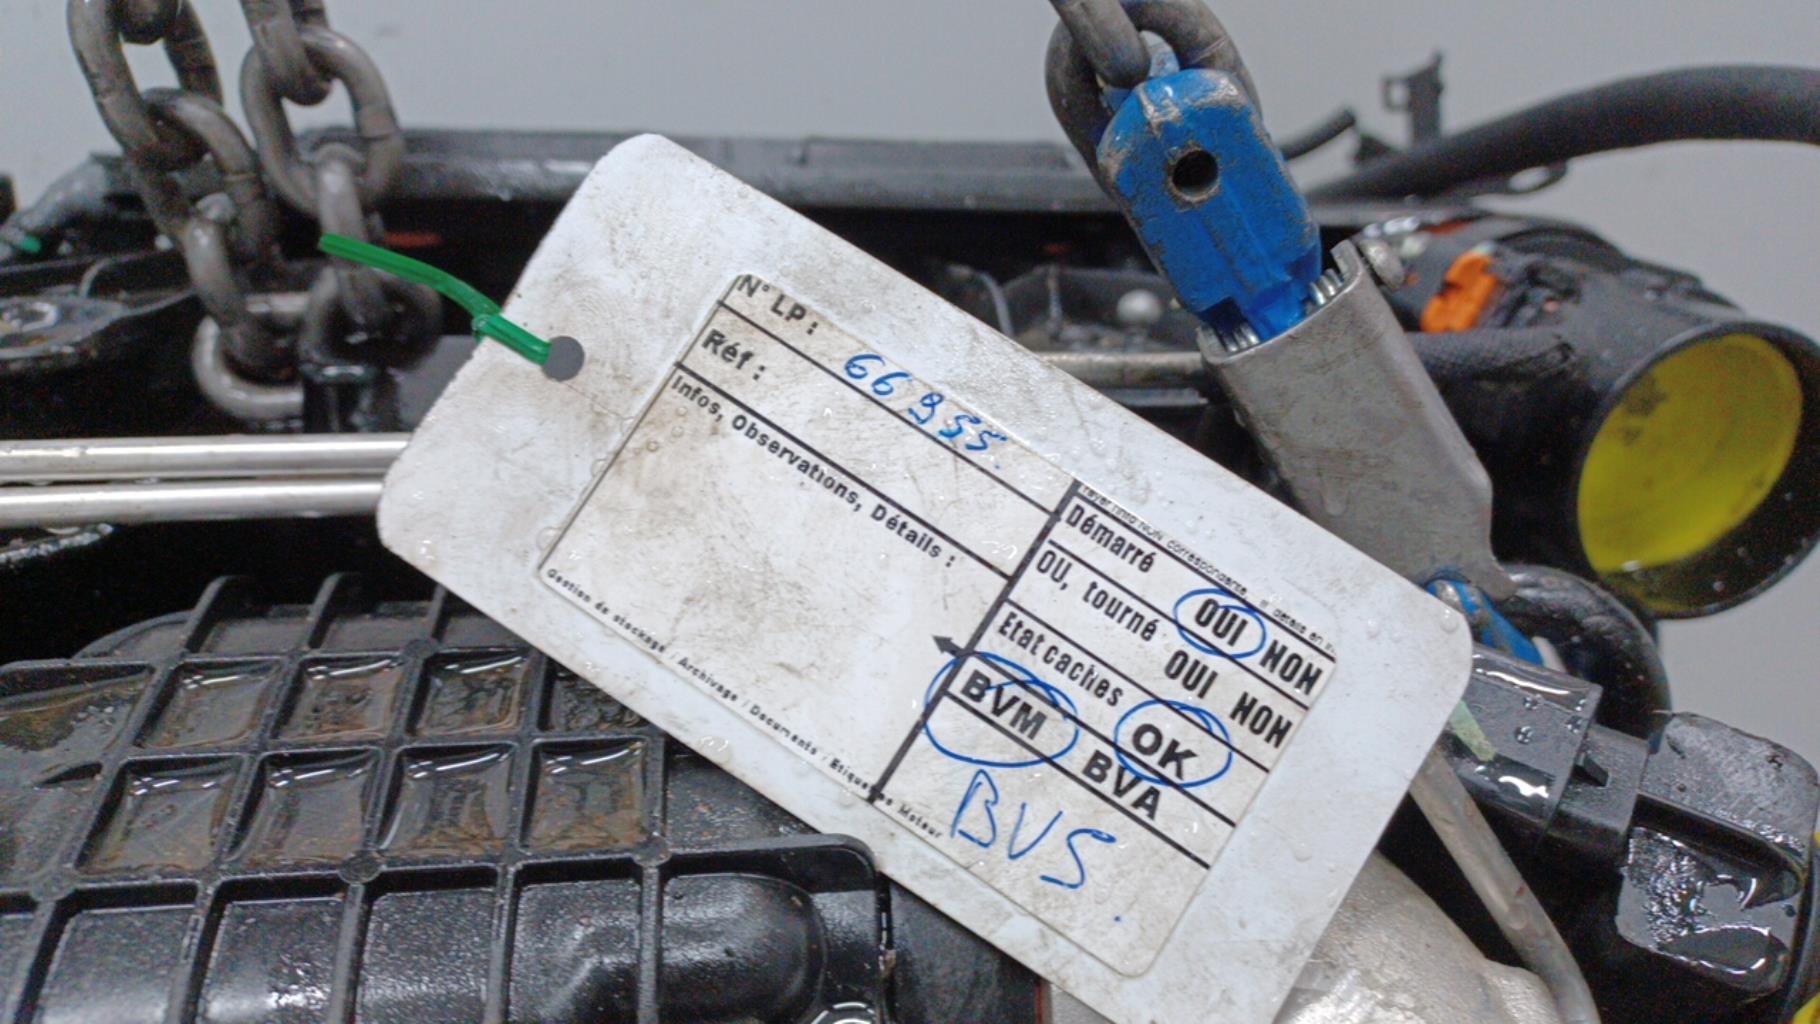 N° LP :
Réf : 66955.
Infos, Observations, Détails :
Démarré OUI NON
OU, tourné OUI NON
Etat caches OK
BVM BVA
BVS
Gestion de stockage / Archivage / Documents / Etiquettes Moteur